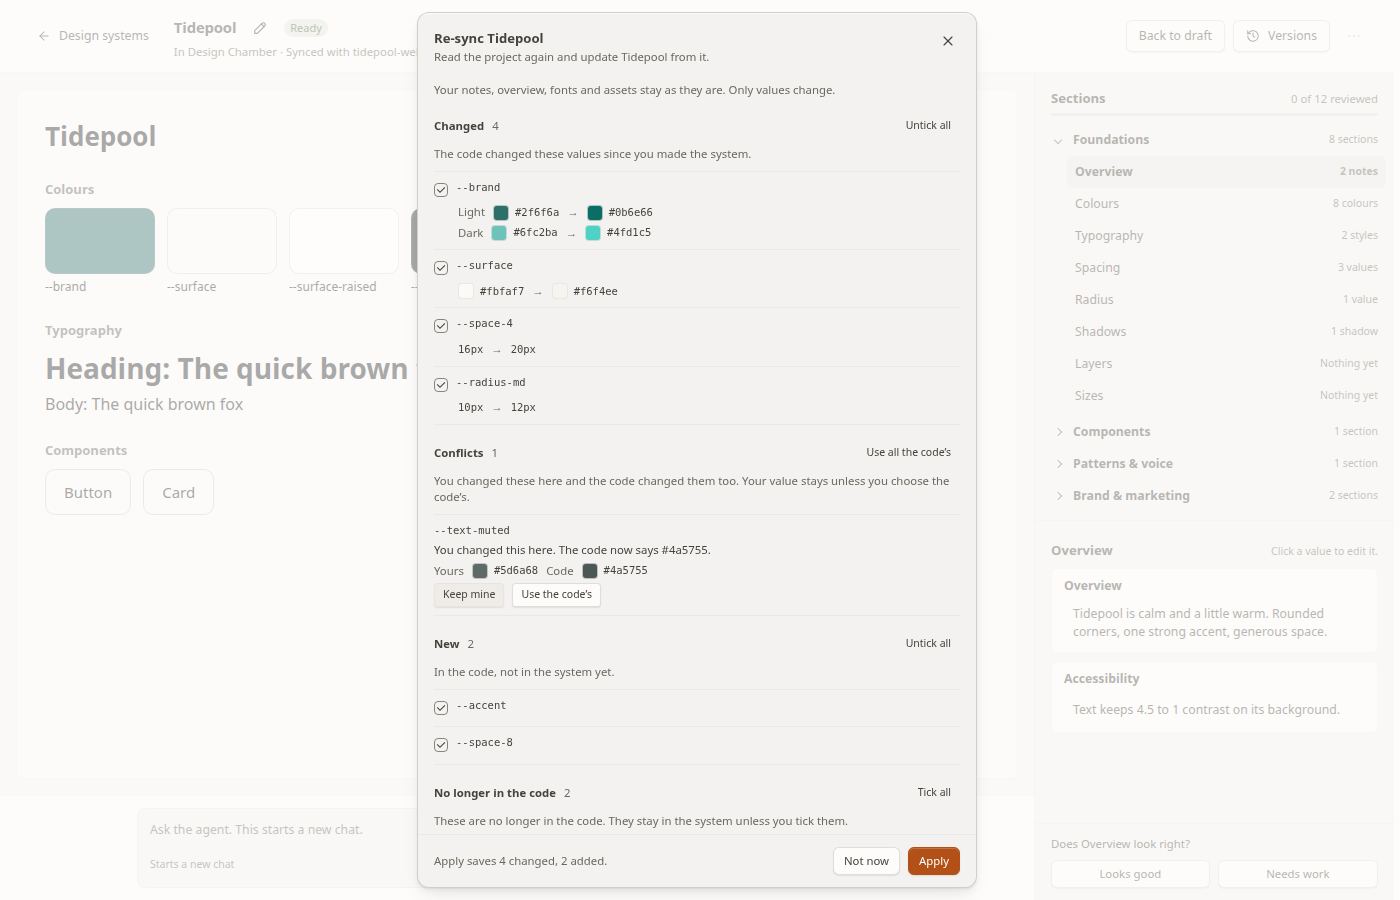 Design systems
Tidepool
Ready
In Design Chamber · Synced with tidepool-we
Back to draft
Versions
Re-sync Tidepool
Read the project again and update Tidepool from it.
Your notes, overview, fonts and assets stay as they are. Only values change.
Changed 4
Untick all
The code changed these values since you made the system.
--brand
Light #2f6f6a → #0b6e66
Dark #6fc2ba → #4fd1c5
--surface
#fbfaf7 → #f6f4ee
--space-4
16px → 20px
--radius-md
10px → 12px
Conflicts 1
Use all the code’s
You changed these here and the code changed them too. Your value stays unless you choose the
code’s.
--text-muted
You changed this here. The code now says #4a5755.
Yours #5d6a68 Code #4a5755
Keep mine
Use the code’s
New 2
Untick all
In the code, not in the system yet.
--accent
--space-8
No longer in the code 2
Tick all
These are no longer in the code. They stay in the system unless you tick them.
Apply saves 4 changed, 2 added.
Not now
Apply
Tidepool
Colours
--brand
--surface
--surface-raised
Typography
Heading: The quick brown
Body: The quick brown fox
Components
Button
Card
Ask the agent. This starts a new chat.
Starts a new chat
Sections
0 of 12 reviewed
Foundations 8 sections
Overview 2 notes
Colours 8 colours
Typography 2 styles
Spacing 3 values
Radius 1 value
Shadows 1 shadow
Layers Nothing yet
Sizes Nothing yet
Components 1 section
Patterns & voice 1 section
Brand & marketing 2 sections
Overview
Click a value to edit it.
Overview
Tidepool is calm and a little warm. Rounded
corners, one strong accent, generous space.
Accessibility
Text keeps 4.5 to 1 contrast on its background.
Does Overview look right?
Looks good
Needs work